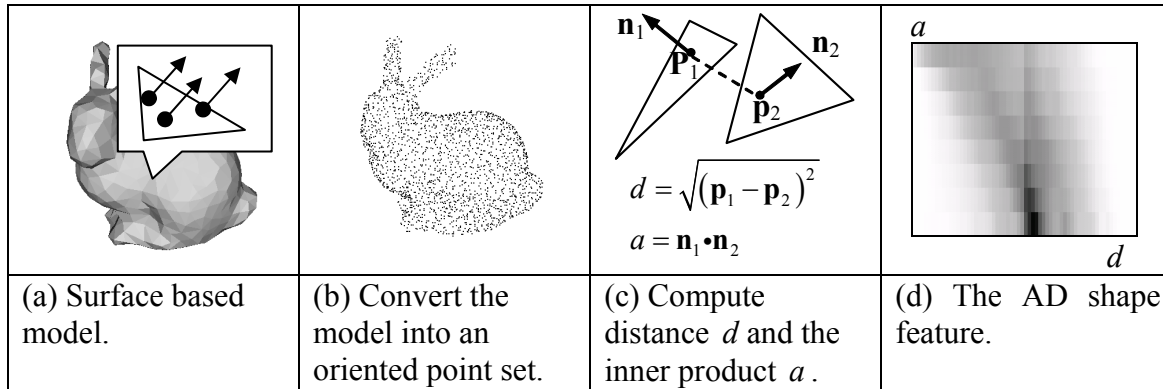 n₁
P₁
n₂
p₂
d = √(p₁ − p₂)²
a = n₁•n₂
a
d
(a) Surface based
model.
(b) Convert the
model into an
oriented point set.
(c) Compute
distance d and the
inner product a .
(d) The AD shape
feature.